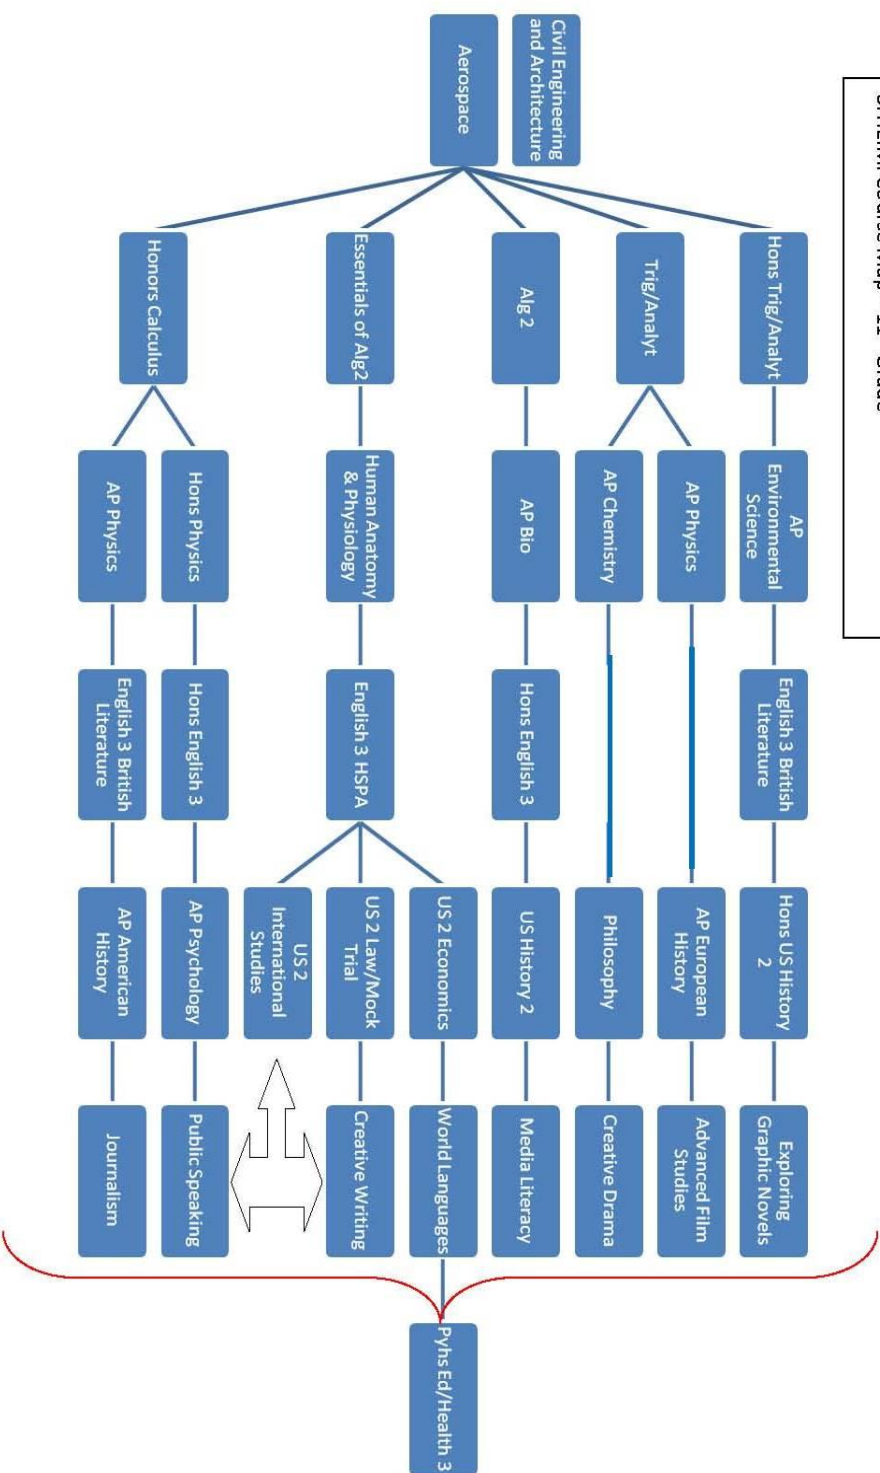 Course Map 11 Grade
Hons Trig/Analyt
AP
Environmental
Science
English 3 British
Literature
Hons US History
2
Exploring
Graphic Novels
Trig/Analyt
AP Physics
AP European
History
Advanced Film
Studies
AP Chemistry
Philosophy
Creative Drama
Civil Engineering
and Architecture
Alg 2
AP Bio
Hons English 3
US History 2
Media Literacy
Aerospace
US 2 Economics
World Languages
Pyhs Ed/Health 3
Essentials of Alg2
Human Anatomy
& Physiology
English 3 HSPA
US 2 Law/Mock
Trial
Creative Writing
US 2
International
Studies
Honors Calculus
Hons Physics
Hons English 3
AP Psychology
Public Speaking
AP Physics
English 3 British
Literature
AP American
History
Journalism